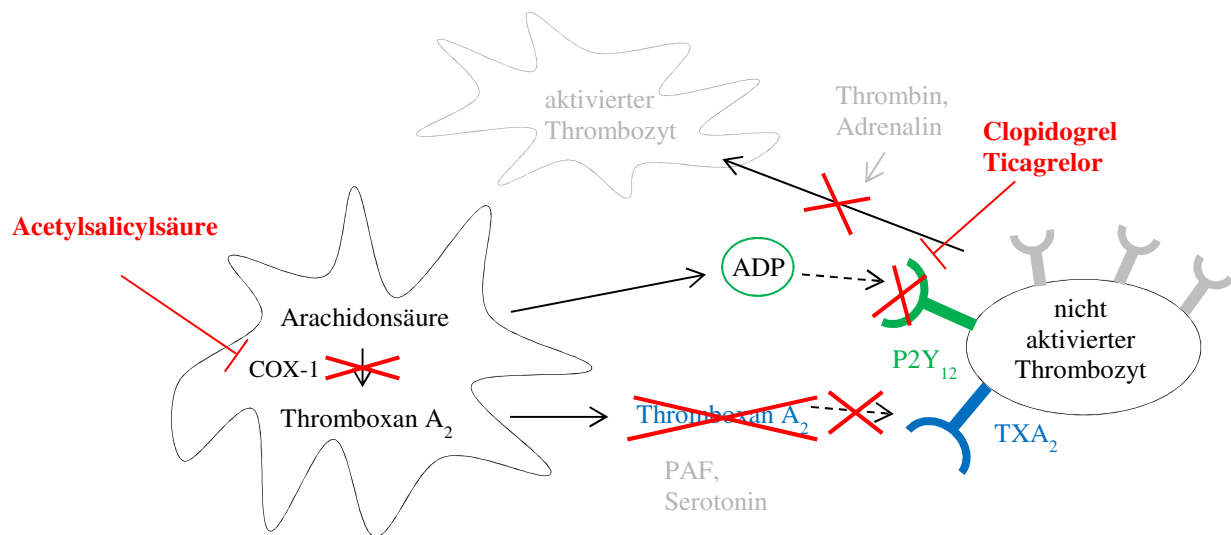 aktivierter
Thrombozyt
Thrombin,
Adrenalin
Clopidogrel
Ticagrelor
Acetylsalicylsäure
ADP
Arachidonsäure
COX-1
Thromboxan A₂
Thromboxan A₂
PAF,
Serotonin
P2Y₁₂
nicht
aktivierter
Thrombozyt
TXA₂